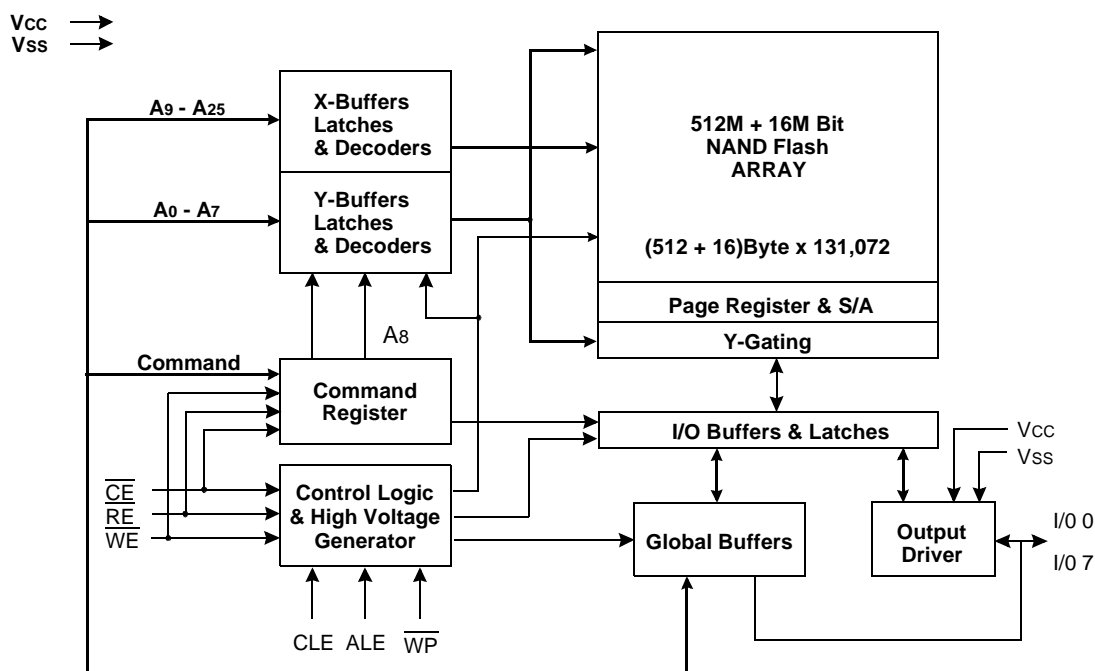 VCC
VSS
A9 - A25
X-Buffers
Latches
& Decoders
512M + 16M Bit
NAND Flash
ARRAY
(512 + 16)Byte x 131,072
A0 - A7
Y-Buffers
Latches
& Decoders
Page Register & S/A
Y-Gating
A8
Command
Command
Register
I/O Buffers & Latches
VCC
VSS
CE
RE
WE
Control Logic
& High Voltage
Generator
Global Buffers
Output
Driver
I/0 0
I/0 7
CLE
ALE
WP